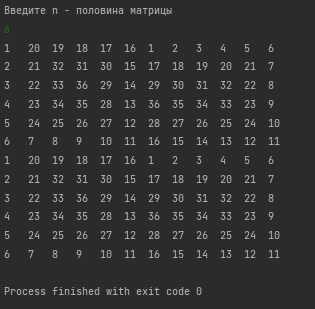 Введите n - половина матрицы
6
1 20 19 18 17 16 1 2 3 4 5 6
2 21 32 31 30 15 17 18 19 20 21 7
3 22 33 36 29 14 29 30 31 32 22 8
4 23 34 35 28 13 36 35 34 33 23 9
5 24 25 26 27 12 28 27 26 25 24 10
6 7 8 9 10 11 16 15 14 13 12 11
1 20 19 18 17 16 1 2 3 4 5 6
2 21 32 31 30 15 17 18 19 20 21 7
3 22 33 36 29 14 29 30 31 32 22 8
4 23 34 35 28 13 36 35 34 33 23 9
5 24 25 26 27 12 28 27 26 25 24 10
6 7 8 9 10 11 16 15 14 13 12 11
Process finished with exit code 0